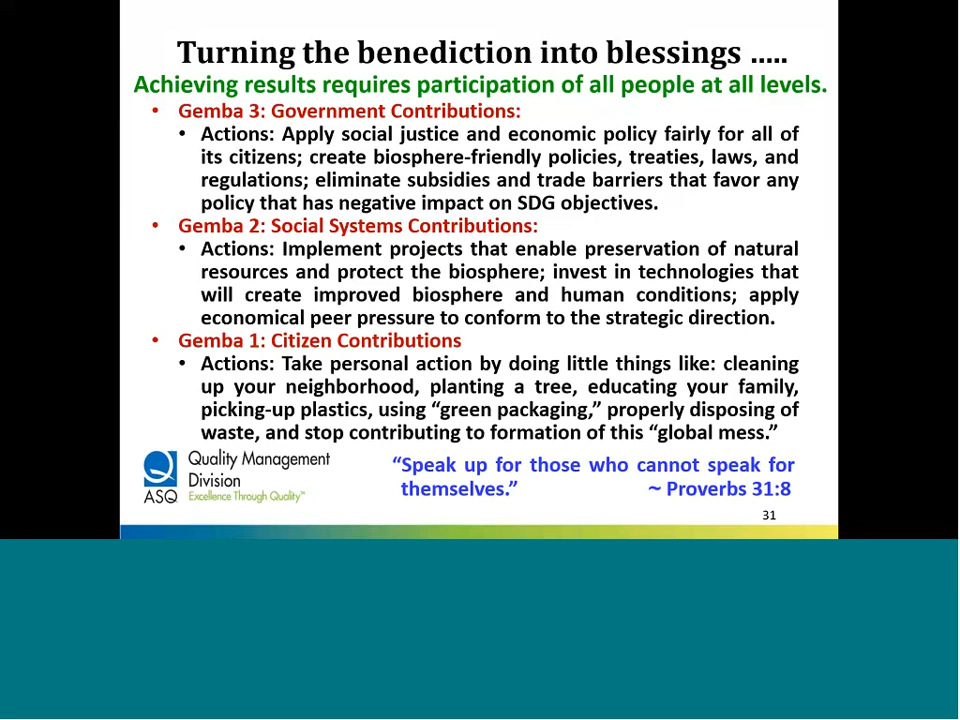 Turning the benediction into blessings .....
Achieving results requires participation of all people at all levels.
• Gemba 3: Government Contributions:
• Actions: Apply social justice and economic policy fairly for all of
its citizens; create biosphere-friendly policies, treaties, laws, and
regulations; eliminate subsidies and trade barriers that favor any
policy that has negative impact on SDG objectives.
• Gemba 2: Social Systems Contributions:
• Actions: Implement projects that enable preservation of natural
resources and protect the biosphere; invest in technologies that
will create improved biosphere and human conditions; apply
economical peer pressure to conform to the strategic direction.
• Gemba 1: Citizen Contributions
• Actions: Take personal action by doing little things like: cleaning
up your neighborhood, planting a tree, educating your family,
picking-up plastics, using “green packaging,” properly disposing of
waste, and stop contributing to formation of this “global mess.”
Quality Management
Division
ASQ Excellence Through Quality™
“Speak up for those who cannot speak for
themselves.” ~ Proverbs 31:8
31